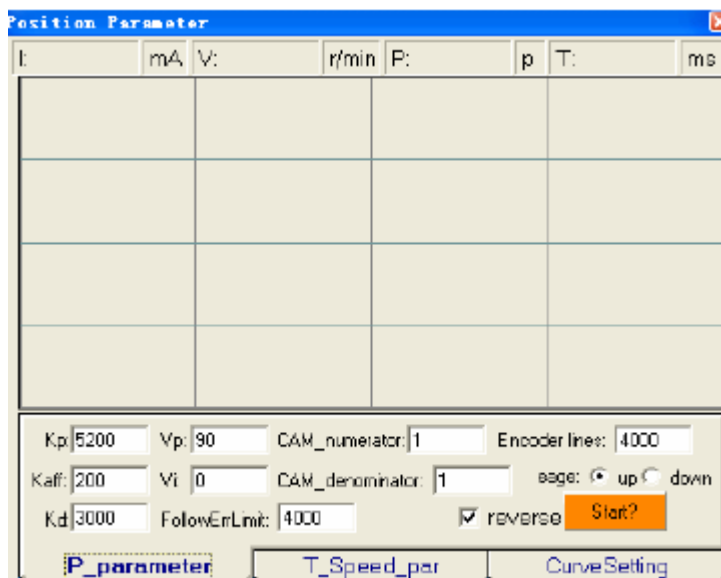 Position Parameter
I: mA V: r/min P: p T: ms
Kp: 5200 Vp: 90 CAM_numerator: 1 Encoder lines: 4000
Kaff: 200 Vi: 0 CAM_denominator: 1 eage: up down
Kd: 3000 FollowErrLimit: 4000 reverse Start?
P_parameter T_Speed_par CurveSetting